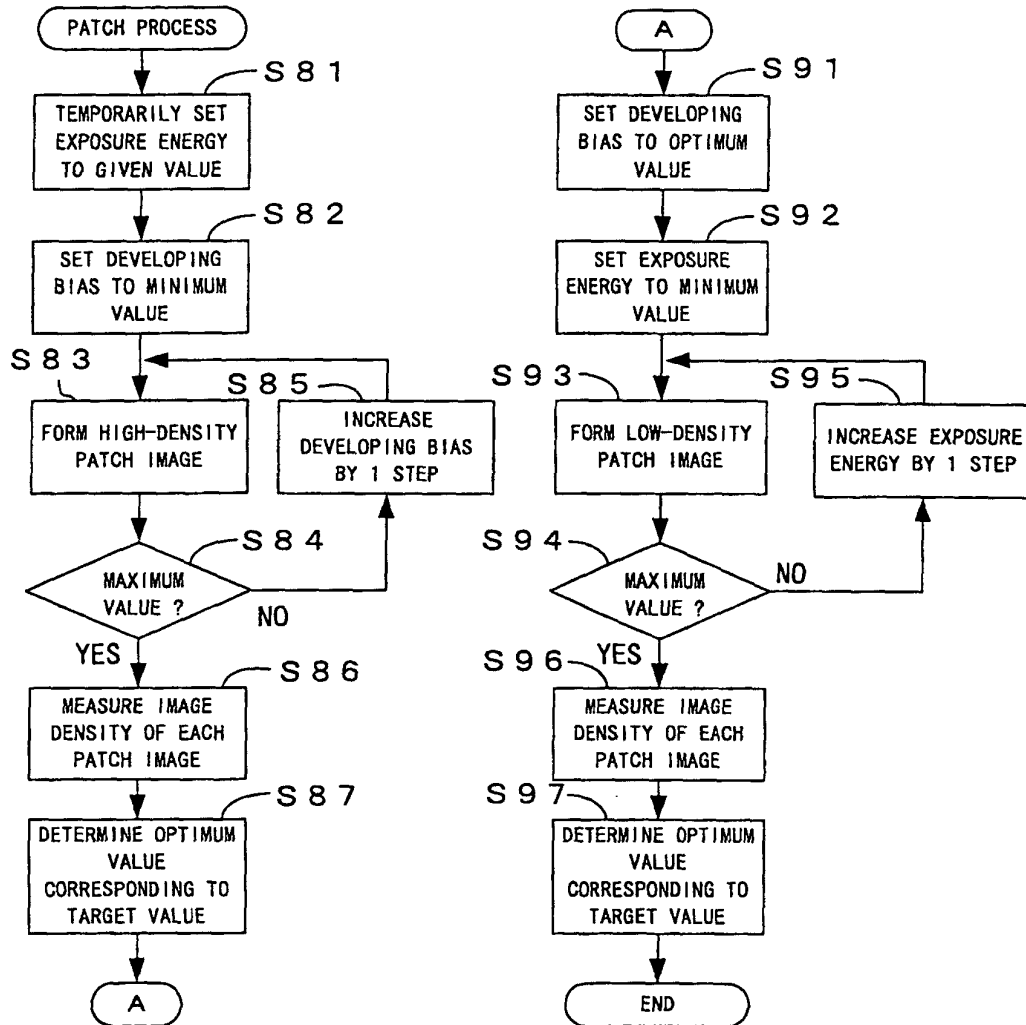 PATCH PROCESS
S81
TEMPORARILY SET
EXPOSURE ENERGY
TO GIVEN VALUE
S82
SET DEVELOPING
BIAS TO MINIMUM
VALUE
S83
FORM HIGH-DENSITY
PATCH IMAGE
S85
INCREASE
DEVELOPING BIAS
BY 1 STEP
S84
MAXIMUM
VALUE ?
NO
YES
S86
MEASURE IMAGE
DENSITY OF EACH
PATCH IMAGE
S87
DETERMINE OPTIMUM
VALUE
CORRESPONDING TO
TARGET VALUE
A
A
S91
SET DEVELOPING
BIAS TO OPTIMUM
VALUE
S92
SET EXPOSURE
ENERGY TO MINIMUM
VALUE
S93
FORM LOW-DENSITY
PATCH IMAGE
S95
INCREASE EXPOSURE
ENERGY BY 1 STEP
S94
MAXIMUM
VALUE ?
NO
YES
S96
MEASURE IMAGE
DENSITY OF EACH
PATCH IMAGE
S97
DETERMINE OPTIMUM
VALUE
CORRESPONDING TO
TARGET VALUE
END